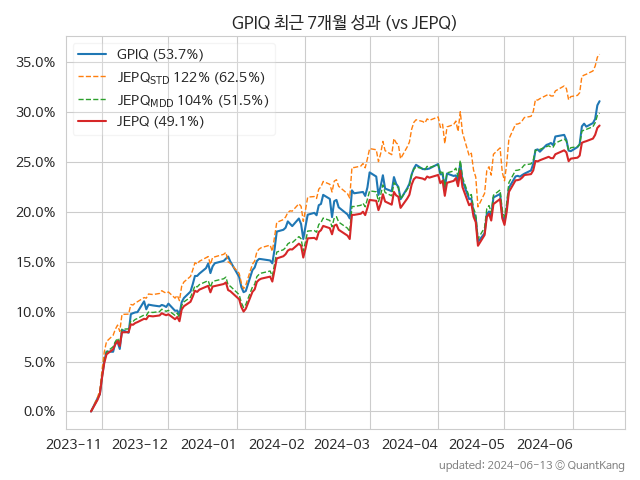 GPIQ 최근 7개월 성과 (vs JEPQ)
GPIQ (53.7%)
JEPQSTD 122% (62.5%)
JEPQMDD 104% (51.5%)
JEPQ (49.1%)
35.0%
30.0%
25.0%
20.0%
15.0%
10.0%
5.0%
0.0%
2023-11 2023-12 2024-01 2024-02 2024-03 2024-04 2024-05 2024-06
updated: 2024-06-13 ⓒ QuantKang